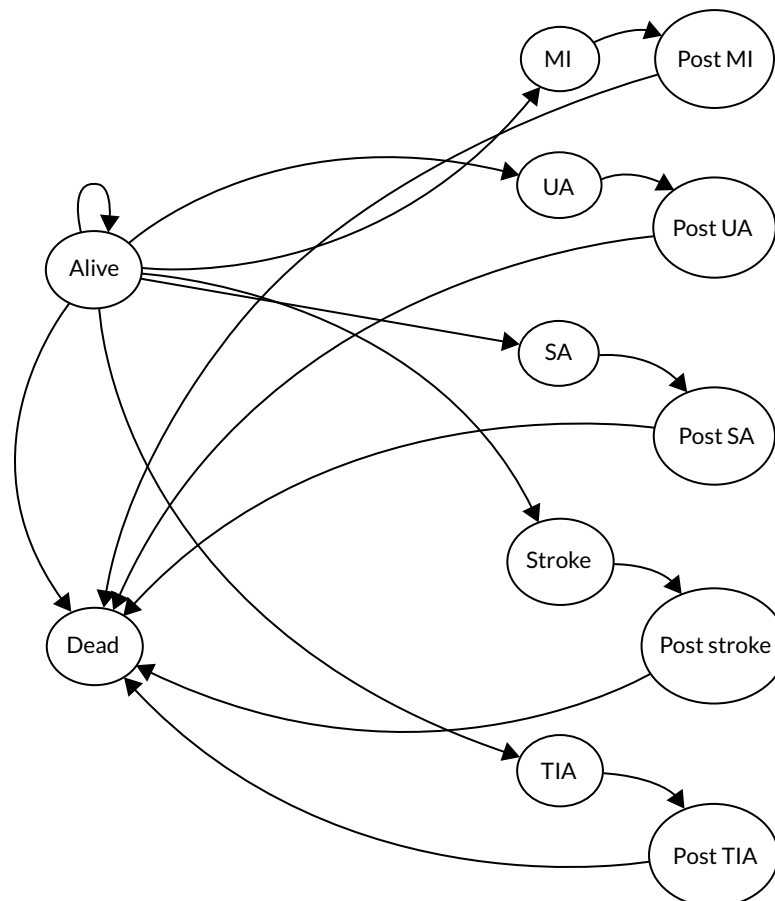 MI
Post MI
UA
Post UA
Alive
SA
Post SA
Stroke
Dead
Post stroke
TIA
Post TIA